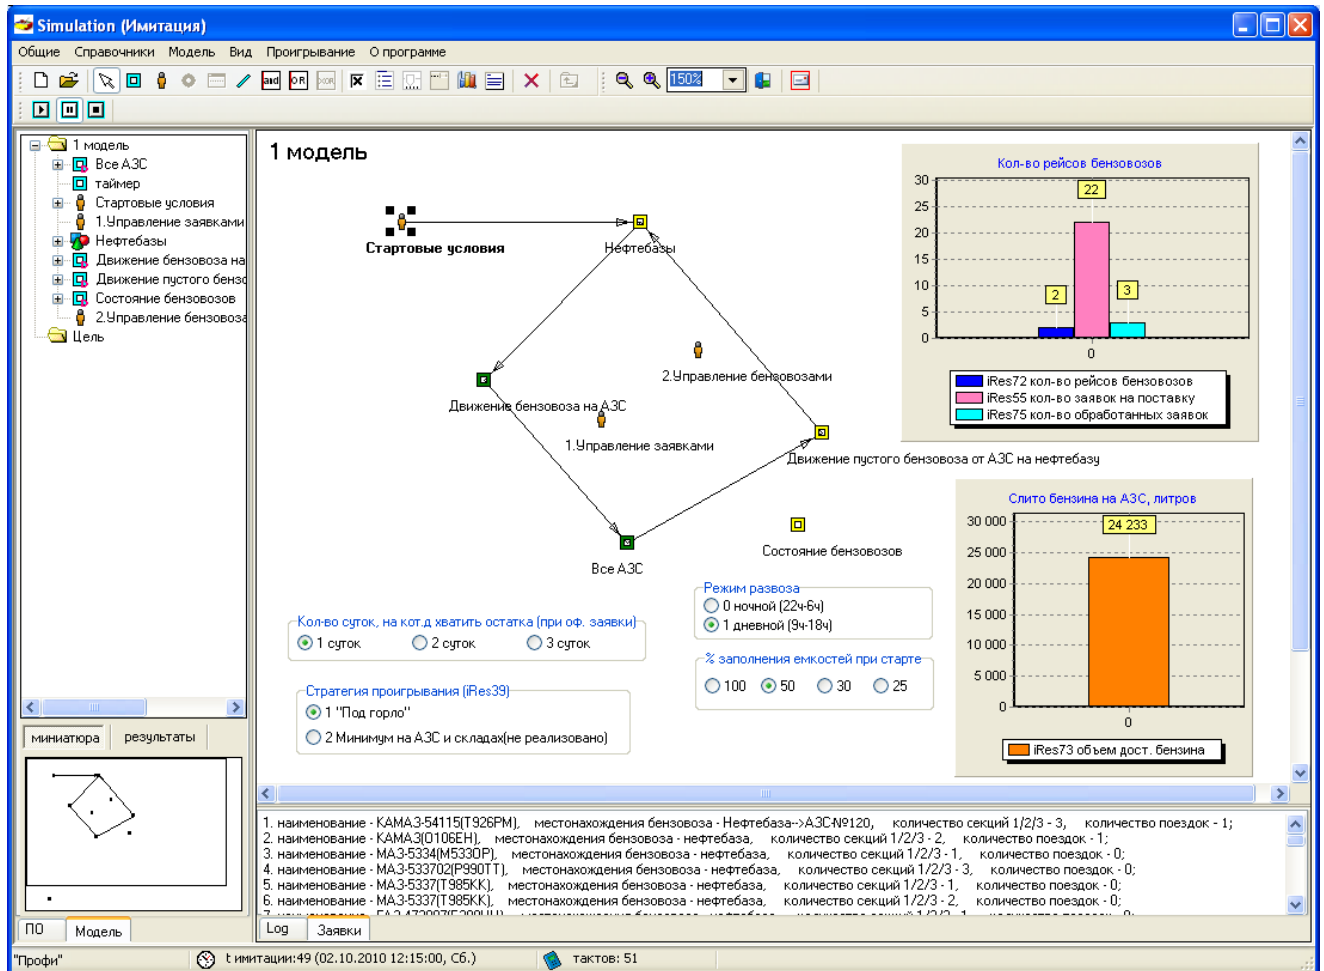 Simulation (Имитация)
Общие Справочники Модель Вид Проигрывание О программе
and OR XOR 150%
1 модель
Все АЗС
таймер
Стартовые условия
1.Управление заявками
Нефтебазы
Движение бензовоза на
Движение пустого бензо
Состояние бензовозов
2.Управление бензовоза
Цель
миниатюра результаты
ПО Модель
1 модель
Стартовые условия
Нефтебазы
2.Управление бензовозами
Движение бензовоза на АЗС
1.Управление заявками
Движение пустого бензовоза от АЗС на нефтебазу
Состояние бензовозов
Все АЗС
Кол-во рейсов бензовозов
30
25
20
15
10
5
0
22
2
3
0
iRes72 кол-во рейсов бензовозов
iRes55 кол-во заявок на поставку
iRes75 кол-во обработанных заявок
Слито бензина на АЗС, литров
30 000
25 000
20 000
15 000
10 000
5 000
0
24 233
0
iRes73 объем дост. бензина
Режим развоза
0 ночной (22ч-6ч)
1 дневной (9ч-18ч)
Кол-во суток, на кот.д хватить остатка (при оф. заявки)
1 суток 2 суток 3 суток
% заполнения емкостей при старте
100 50 30 25
Стратегия проигрывания (iRes39)
1 "Под горло"
2 Минимум на АЗС и складах(не реализовано)
1. наименование - КАМАЗ-54115(Т926РМ), местонахождения бензовоза - Нефтебаза-->АЗС-№120, количество секций 1/2/3 - 3, количество поездок - 1;
2. наименование - КАМАЗ(О106ЕН), местонахождения бензовоза - нефтебаза, количество секций 1/2/3 - 2, количество поездок - 1;
3. наименование - МАЗ-5334(М533ОР), местонахождения бензовоза - нефтебаза, количество секций 1/2/3 - 1, количество поездок - 0;
4. наименование - МАЗ-533702(Р990ТТ), местонахождения бензовоза - нефтебаза, количество секций 1/2/3 - 3, количество поездок - 0;
5. наименование - МАЗ-5337(Т985КК), местонахождения бензовоза - нефтебаза, количество секций 1/2/3 - 1, количество поездок - 0;
6. наименование - МАЗ-5337(Т985КК), местонахождения бензовоза - нефтебаза, количество секций 1/2/3 - 2, количество поездок - 0;
Log Заявки
"Профи" t имитации:49 (02.10.2010 12:15:00, Сб.) тактов: 51